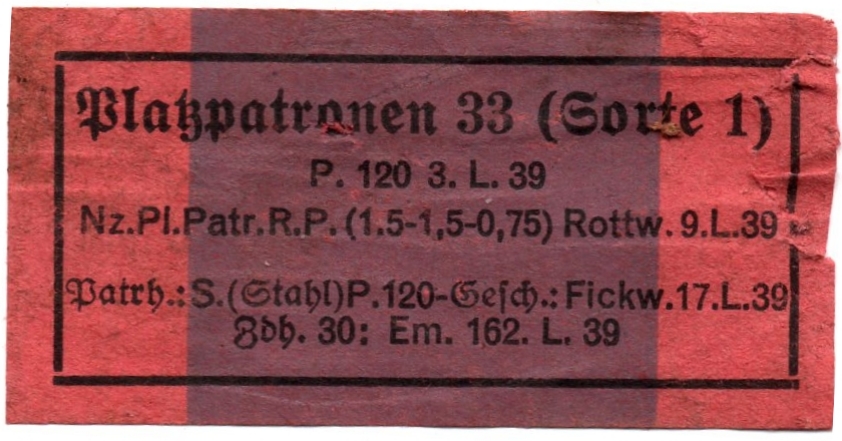 Platzpatronen 33 (Sorte 1)
P. 120 3. L. 39
Nz.Pl.Patr.R.P. (1.5-1,5-0,75) Rottw. 9.L.39
Patrh.: S.(Stahl)P.120-Gesch.: Fickw.17.L.39
Zdh. 30: Em. 162. L. 39